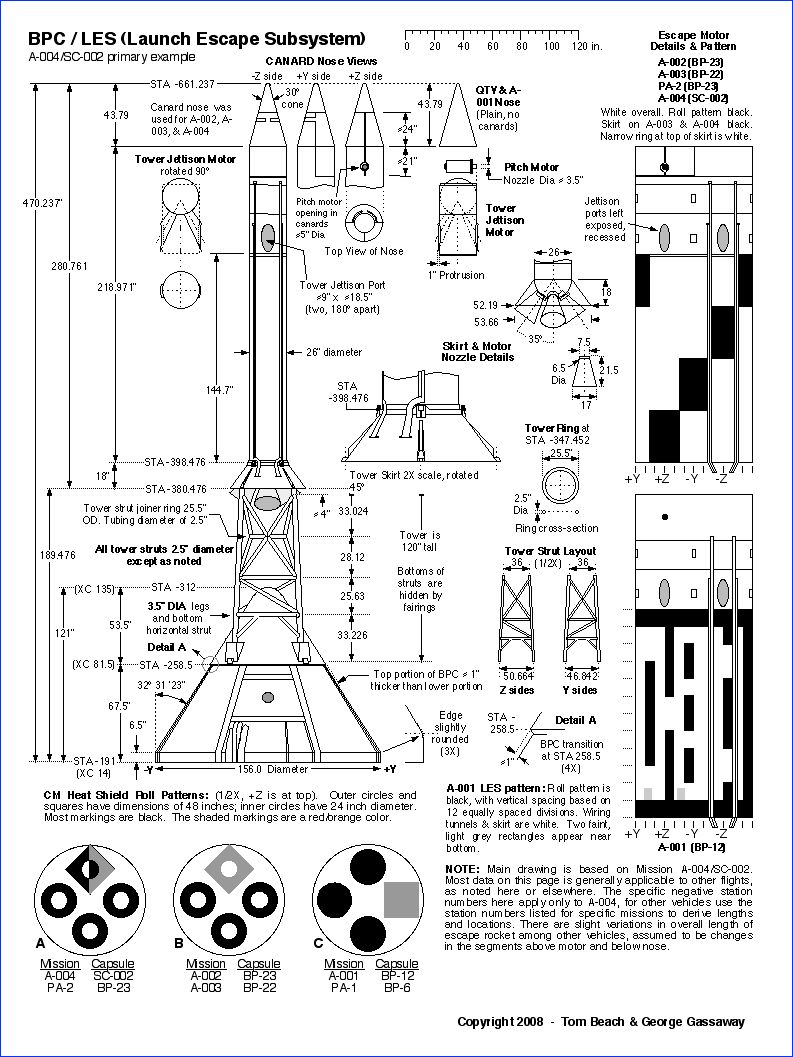 BPC / LES (Launch Escape Subsystem)
A-004/SC-002 primary example
0 20 40 60 80 100 120 in.
Escape Motor
Details & Pattern
A-002 (BP-23)
A-003 (BP-22)
PA-2 (BP-23)
A-004 (SC-002)
White overall. Roll pattern black.
Skirt on A-003 & A-004 black.
Narrow ring at top of skirt is white.
CANARD Nose Views
-Z side +Y side +Z side
STA -661.237
30°
cone
43.79
Canard nose was
used for A-002, A-
003, & A-004
≈24"
≈21"
43.79
QTV & A-
001 Nose
(Plain, no
canards)
Tower Jettison Motor
rotated 90°
Pitch motor
opening in
canards
≈5" Dia
Top View of Nose
Pitch Motor
Nozzle Dia ≈ 3.5"
Tower
Jettison
Motor
1" Protrusion
Jettison
ports left
exposed,
recessed
470.237"
280.761
218.971"
Tower Jettison Port
≈9" x ≈18.5"
(two, 180° apart)
26
18
52.19
53.66
35°
26" diameter
Skirt & Motor
Nozzle Details
7.5
6.5
Dia
21.5
17
144.7"
STA
-398.476
Tower Ring at
STA -347.452
25.5"
2.5"
Dia
Ring cross-section
STA -398.476
18"
STA -380.476
Tower Skirt 2X scale, rotated
45°
+Y -Z -Y -Z
Tower strut joiner ring 25.5"
OD. Tubing diameter of 2.5"
≈ 4"
33.024
Tower is
120" tall
All tower struts 2.5" diameter
except as noted
28.12
Bottoms of
struts are
hidden by
fairings
189.476
Tower Strut Layout
36 (1/2X) 36
(XC 135)
STA -312
25.63
121"
53.5"
3.5" DIA legs
and bottom
horizontal strut
33.226
Detail A
(XC 81.5)
STA -258.5
50.664
Z sides
46.842
Y sides
32° 31 '23"
Top portion of BPC ≈ 1"
thicker than lower portion
67.5"
6.5"
Edge
slightly
rounded
(3X)
STA -
258.5
Detail A
≈1"
BPC transition
at STA 258.5
(4X)
STA-191
(XC 14)
-Y 156.0 Diameter +Y
+Y -Z -Y -Z
A-001 (BP-12)
CM Heat Shield Roll Patterns: (1/2X, +Z is at top). Outer circles and
squares have dimensions of 48 inches; inner circles have 24 inch diameter.
Most markings are black. The shaded markings are a red/orange color.
A-001 LES pattern: Roll pattern is
black, with vertical spacing based on
12 equally spaced divisions. Wiring
tunnels & skirt are white. Two faint,
light grey rectangles appear near
bottom.
NOTE: Main drawing is based on Mission A-004/SC-002.
Most data on this page is generally applicable to other flights,
as noted here or elsewhere. The specific negative station
numbers here apply only to A-004, for other vehicles use the
station numbers listed for specific missions to derive lengths
and locations. There are slight variations in overall length of
escape rocket among other vehicles, assumed to be changes
in the segments above motor and below nose.
A
Mission Capsule
A-004 SC-002
PA-2 BP-23
B
Mission Capsule
A-002 BP-23
A-003 BP-22
C
Mission Capsule
A-001 BP-12
PA-1 BP-6
Copyright 2008 - Tom Beach & George Gassaway